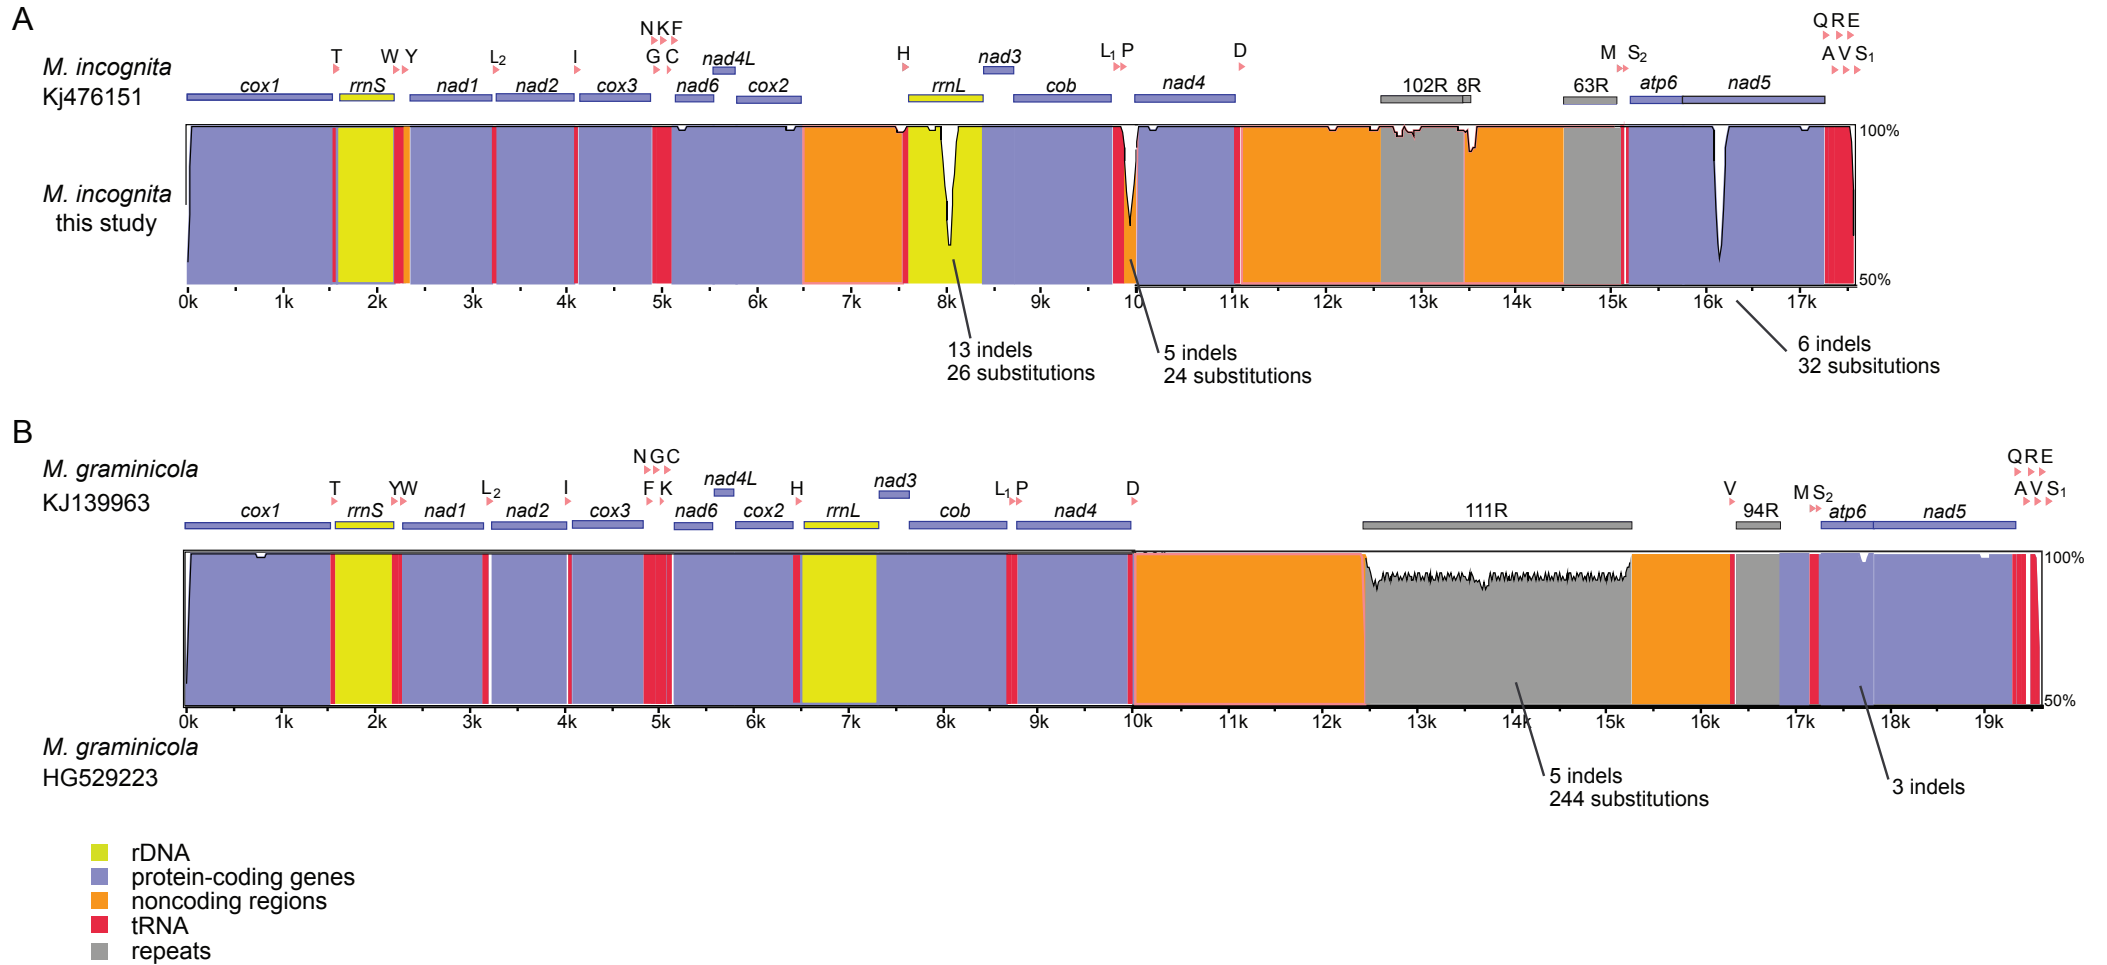 A
M. incognita
Kj476151
T
W Y
L2
I
N K F
G C
nad4L
H
nad3
L1 P
D
M S2
Q R E
A V S1
cox1
rrnS
nad1
nad2
cox3
nad6
cox2
rrnL
cob
nad4
102R
8R
63R
atp6
nad5
M. incognita
this study
100%
50%
0k 1k 2k 3k 4k 5k 6k 7k 8k 9k 10 11k 12k 13k 14k 15k 16k 17k
13 indels
26 substitutions
5 indels
24 substitutions
6 indels
32 subsitutions
B
M. graminicola
KJ139963
T
YW
L2
I
N G C
F K
nad4L
H
nad3
L1 P
D
V
M S2
Q R E
A V S1
cox1
rrnS
nad1
nad2
cox3
nad6
cox2
rrnL
cob
nad4
111R
94R
atp6
nad5
100%
50%
0k 1k 2k 3k 4k 5k 6k 7k 8k 9k 10k 11k 12k 13k 14k 15k 16k 17k 18k 19k
M. graminicola
HG529223
5 indels
244 substitutions
3 indels
rDNA
protein-coding genes
noncoding regions
tRNA
repeats